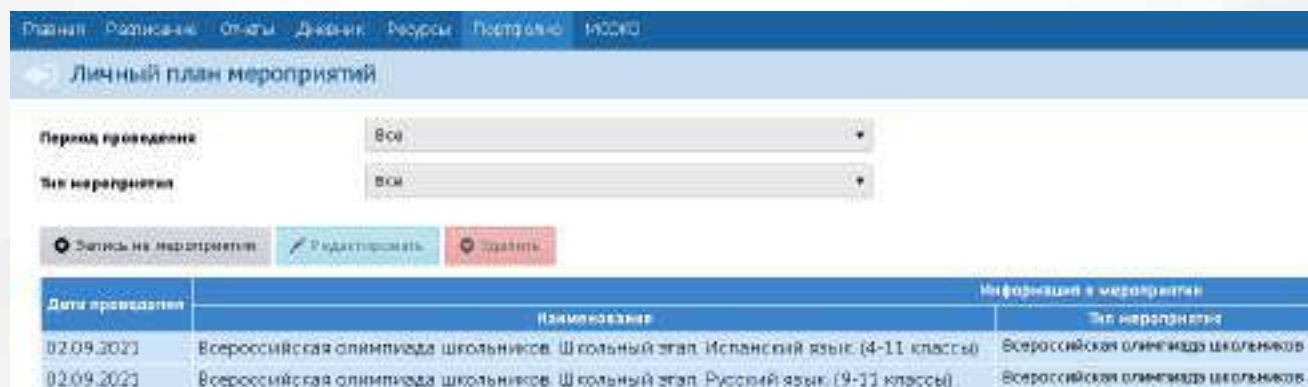 Главная Расписание Отчеты Дневник Ресурсы Портфолио МСОКО
Личный план мероприятий
Период проведения Все
Тип мероприятия Все
Запись на мероприятие Редактировать Удалить
Дата проведения Информация о мероприятии
Наименование Тип мероприятия
02.09.2021 Всероссийская олимпиада школьников. Школьный этап. Испанский язык. (4-11 классы) Всероссийская олимпиада школьников
02.09.2021 Всероссийская олимпиада школьников. Школьный этап. Русский язык. (9-11 классы) Всероссийская олимпиада школьников